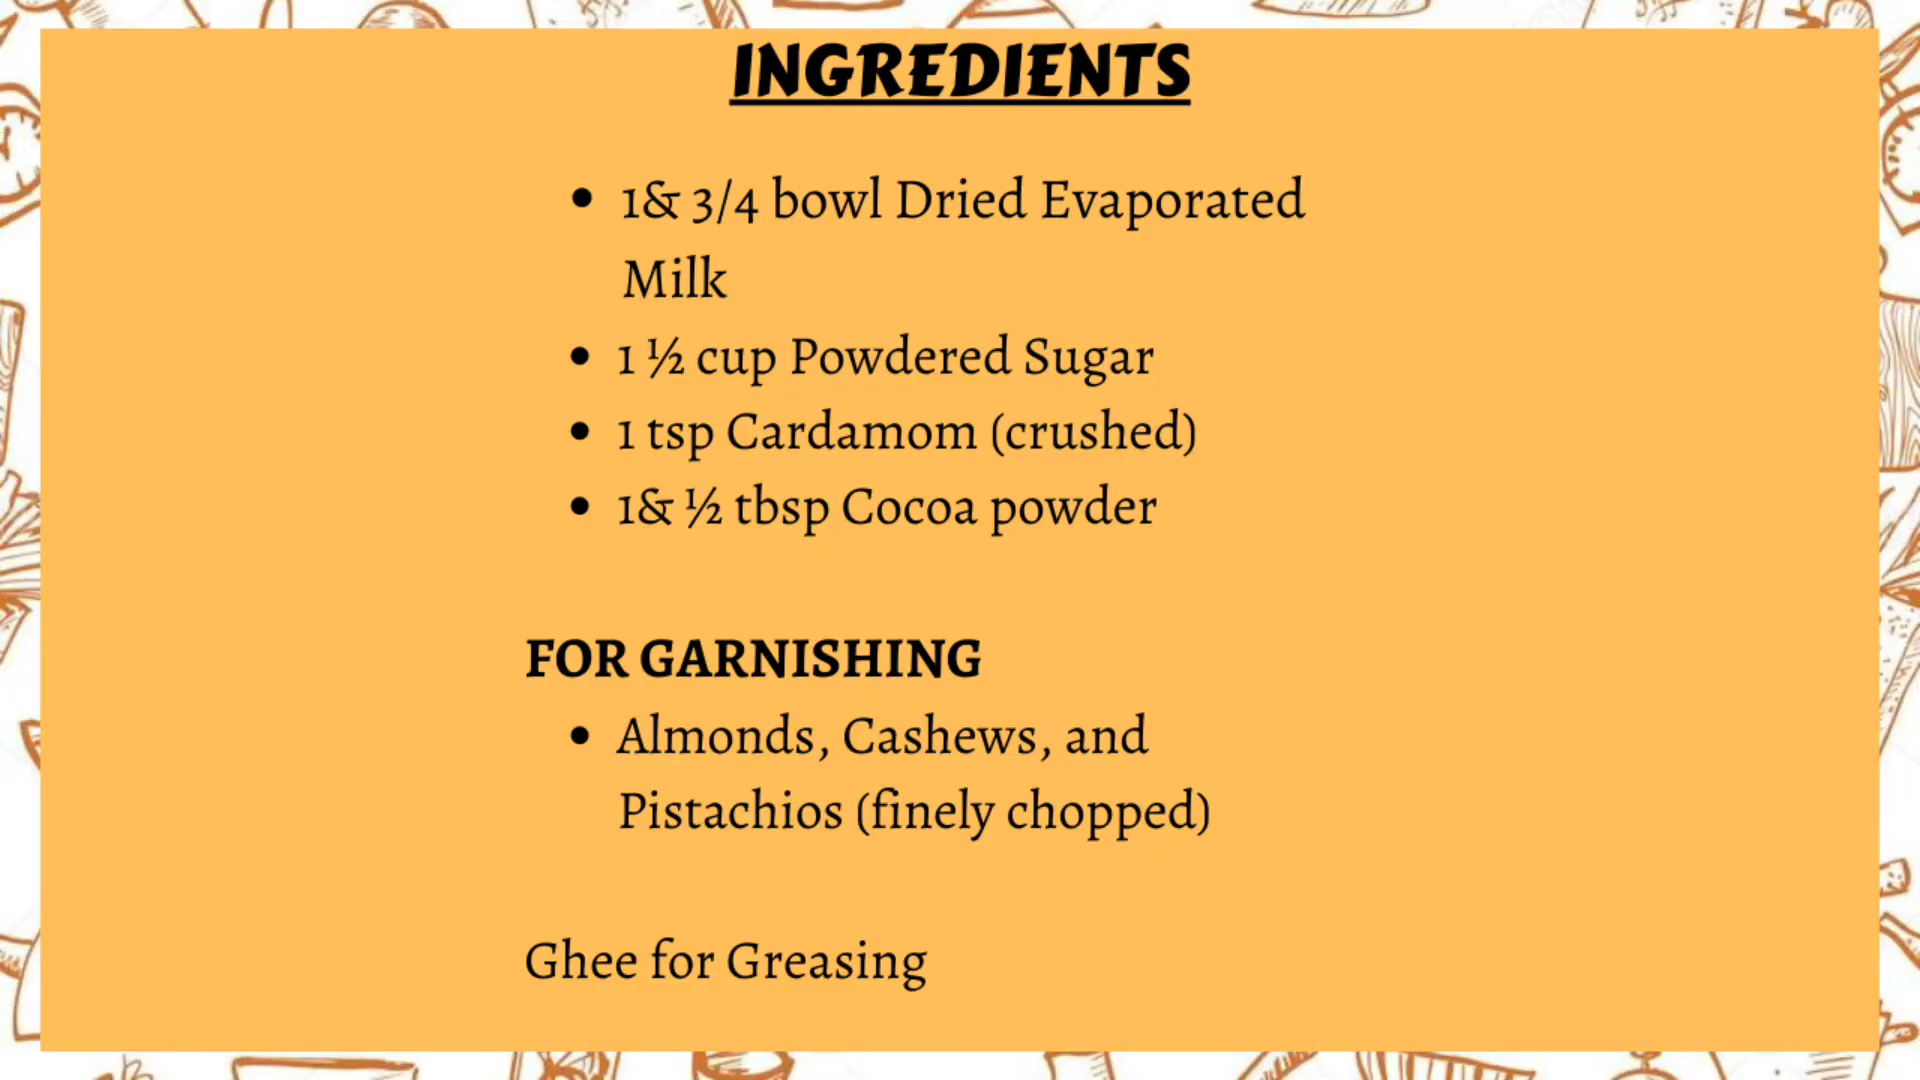 INGREDIENTS
• 1& 3/4 bowl Dried Evaporated
Milk
• 1 ½ cup Powdered Sugar
• 1 tsp Cardamom (crushed)
• 1& ½ tbsp Cocoa powder
FOR GARNISHING
• Almonds, Cashews, and
Pistachios (finely chopped)
Ghee for Greasing